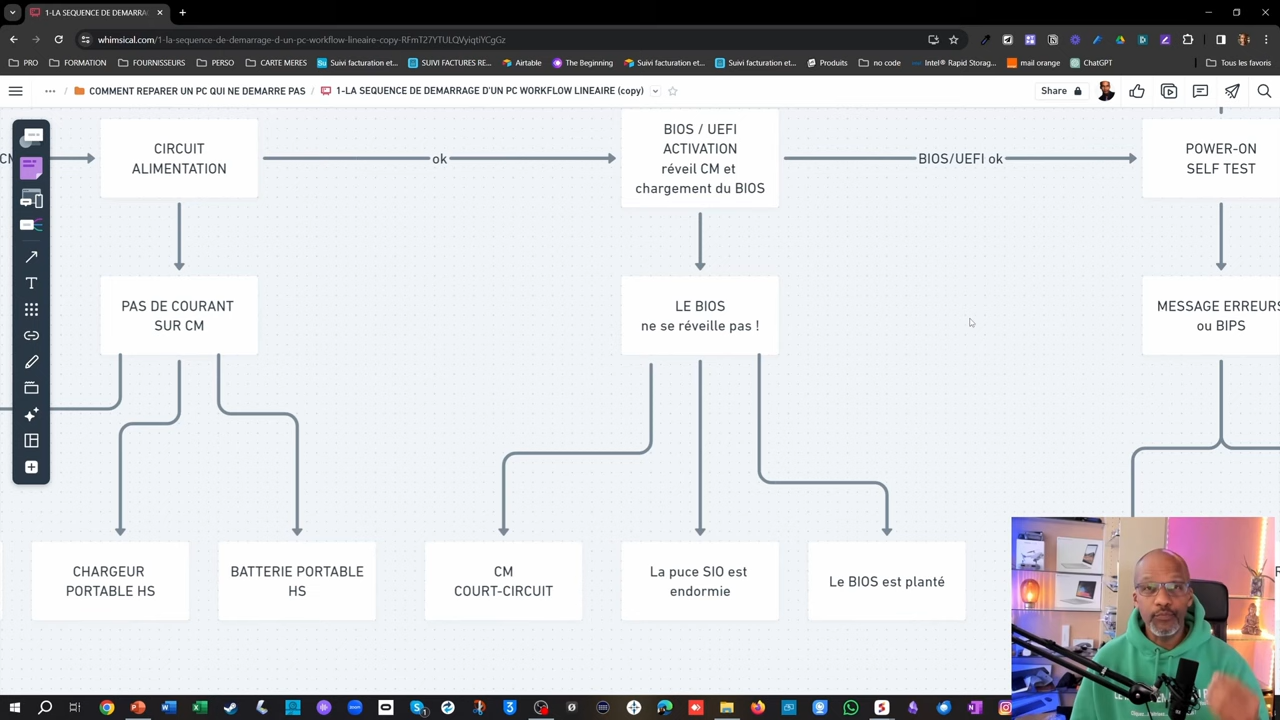 1-LA SEQUENCE DE DEMARRA
whimsical.com/1-la-sequence-de-demarrage-d-un-pc-workflow-lineaire-copy-RFmT27YTULQVyiqtiYCgGz
PRO
FORMATION
FOURNISSEURS
PERSO
CARTE MERES
Suivi facturation et...
SUIVI FACTURES RE...
Airtable
The Beginning
Suivi facturation et...
Suivi facturation et...
Produits
no code
Intel® Rapid Storag...
mail orange
ChatGPT
Tous les favoris
... / COMMENT REPARER UN PC QUI NE DEMARRE PAS / 1-LA SEQUENCE DE DEMARRAGE D'UN PC WORKFLOW LINEAIRE (copy)
Share
CIRCUIT
ALIMENTATION
ok
BIOS / UEFI
ACTIVATION
réveil CM et
chargement du BIOS
BIOS/UEFI ok
POWER-ON
SELF TEST
PAS DE COURANT
SUR CM
LE BIOS
ne se réveille pas !
MESSAGE ERREURS
ou BIPS
CHARGEUR
PORTABLE HS
BATTERIE PORTABLE
HS
CM
COURT-CIRCUIT
La puce SIO est
endormie
Le BIOS est planté